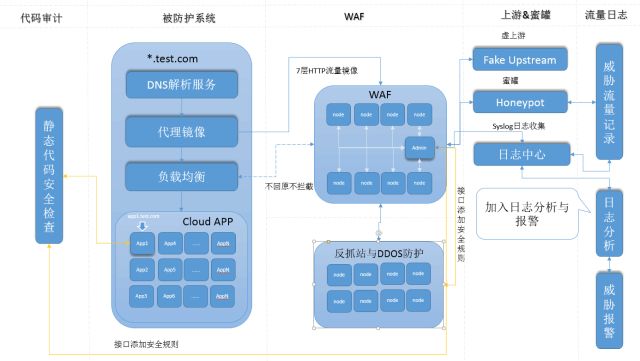 代码审计
被防护系统
WAF
上游&蜜罐
流量日志
*.test.com
DNS解析服务
代理镜像
负载均衡
app1.test.com
Cloud APP
App1
App4
......
AppN
App2
App5
......
AppN
App3
App6
......
AppN
静态代码安全检查
7层HTTP流量镜像
不回原不拦截
WAF
node
node
node
node
Admin
node
node
node
node
反抓站与DDOS防护
node
node
node
node
node
node
node
node
接口添加安全规则
接口添加安全规则
虚上游
Fake Upstream
蜜罐
Honeypot
Syslog日志收集
日志中心
加入日志分析与
报警
威胁流量记录
日志分析
威胁报警